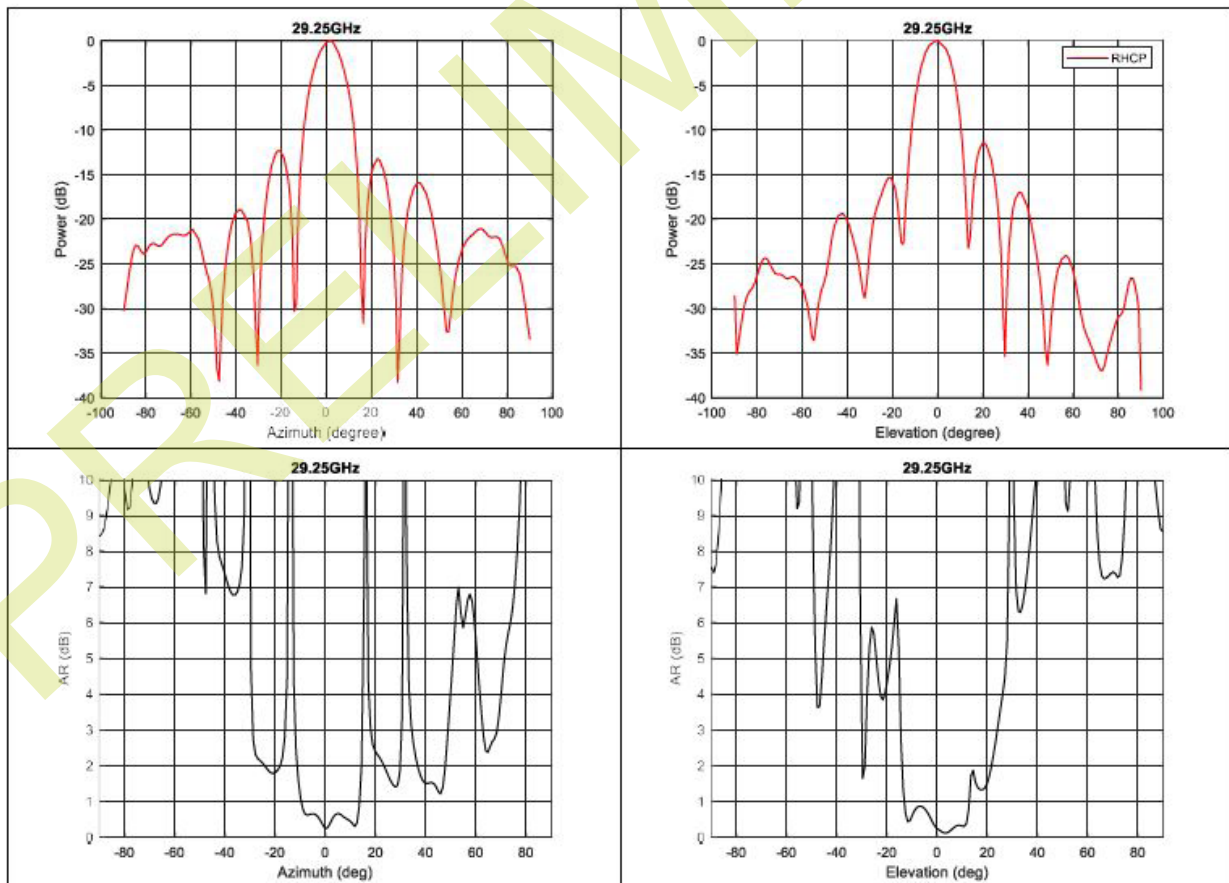 29.25GHz
0
-5
-10
-15
-20
-25
-30
-35
-40
Power (dB)
-100 -80 -60 -40 -20 0 20 40 60 80 100
Azimuth (degree)
29.25GHz
RHCP
0
-5
-10
-15
-20
-25
-30
-35
-40
Power (dB)
-100 -80 -60 -40 -20 0 20 40 60 80 100
Elevation (degree)
29.25GHz
10
9
8
7
6
5
4
3
2
1
0
AR (dB)
-80 -60 -40 -20 0 20 40 60 80
Azimuth (deg)
29.25GHz
10
9
8
7
6
5
4
3
2
1
0
AR (dB)
-80 -60 -40 -20 0 20 40 60 80
Elevation (deg)
PRELIM